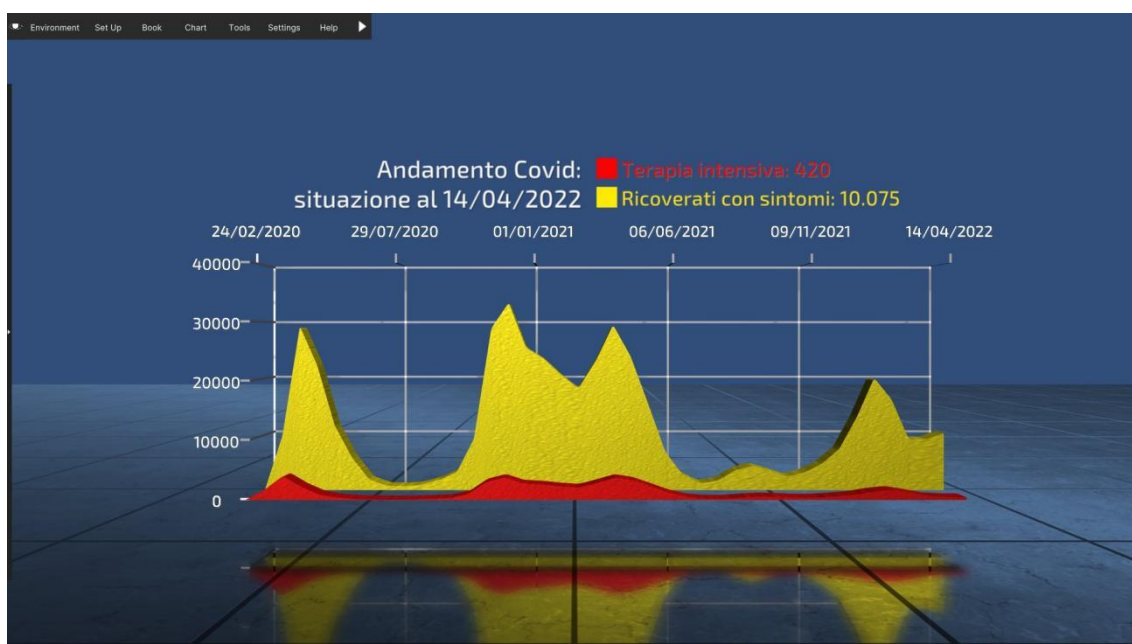 Environment Set Up Book Chart Tools Settings Help
Andamento Covid:
situazione al 14/04/2022
Terapia intensiva: 420
Ricoverati con sintomi: 10.075
24/02/2020 29/07/2020 01/01/2021 06/06/2021 09/11/2021 14/04/2022
40000
30000
20000
10000
0